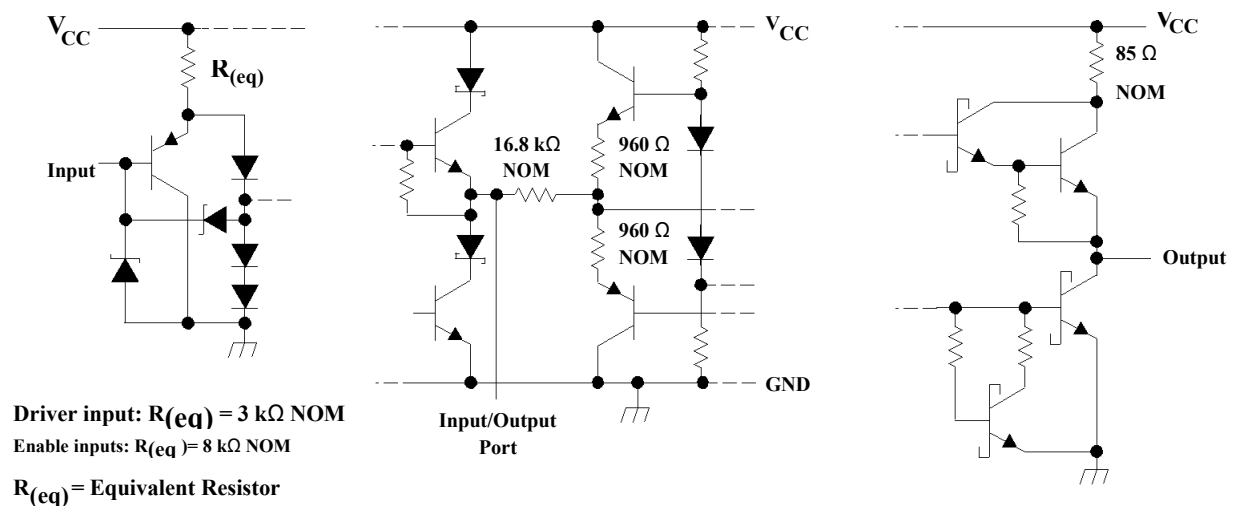 VCC
R(eq)
Input
Driver input: R(eq) = 3 kΩ NOM
Enable inputs: R(eq )= 8 kΩ NOM
R(eq) = Equivalent Resistor
VCC
16.8 kΩ
NOM
960 Ω
NOM
960 Ω
NOM
GND
Input/Output
Port
VCC
85 Ω
NOM
Output